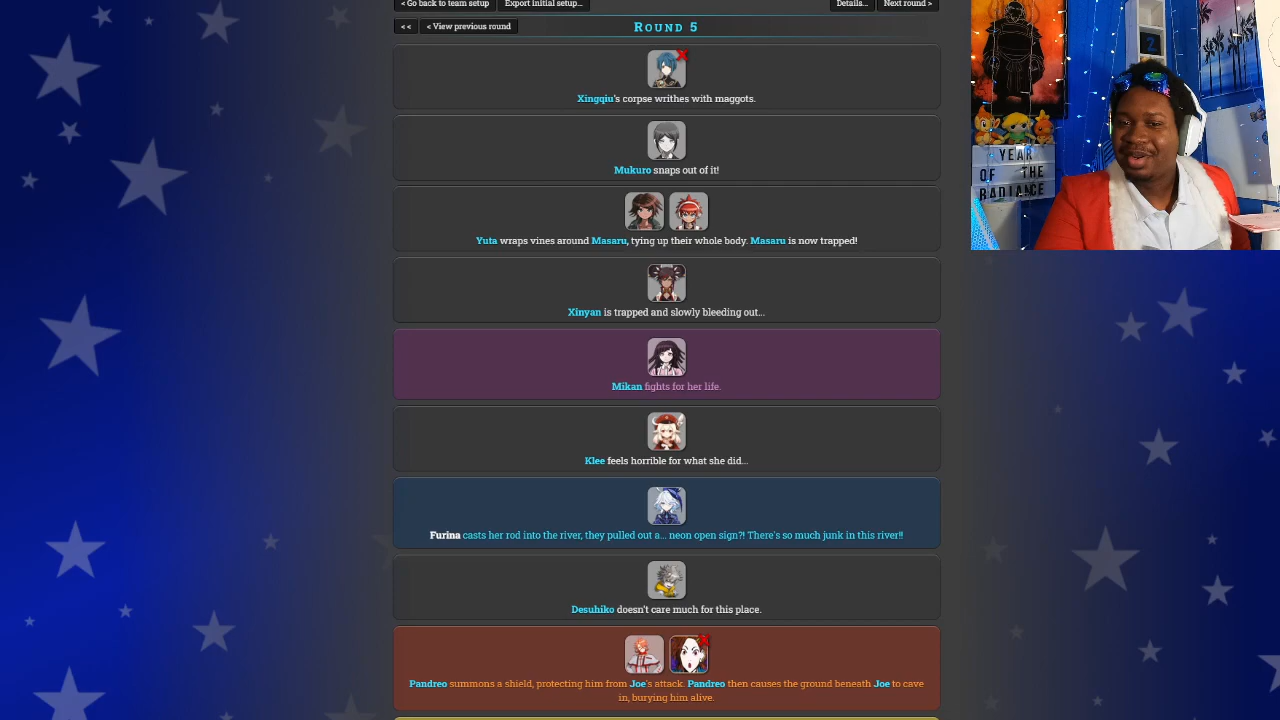 < Go back to team setup
Export initial setup...
Details...
Next round >
<<
< View previous round
ROUND 5
Xingqiu's corpse writhes with maggots.
Mukuro snaps out of it!
Yuta wraps vines around Masaru, tying up their whole body. Masaru is now trapped!
Xinyan is trapped and slowly bleeding out...
Mikan fights for her life.
Klee feels horrible for what she did...
Furina casts her rod into the river, they pulled out a... neon open sign?! There's so much junk in this river!!
Desuhiko doesn't care much for this place.
Pandreo summons a shield, protecting him from Joe's attack. Pandreo then causes the ground beneath Joe to cave
in, burying him alive.
2
YEAR
OF THE
RADIANCE